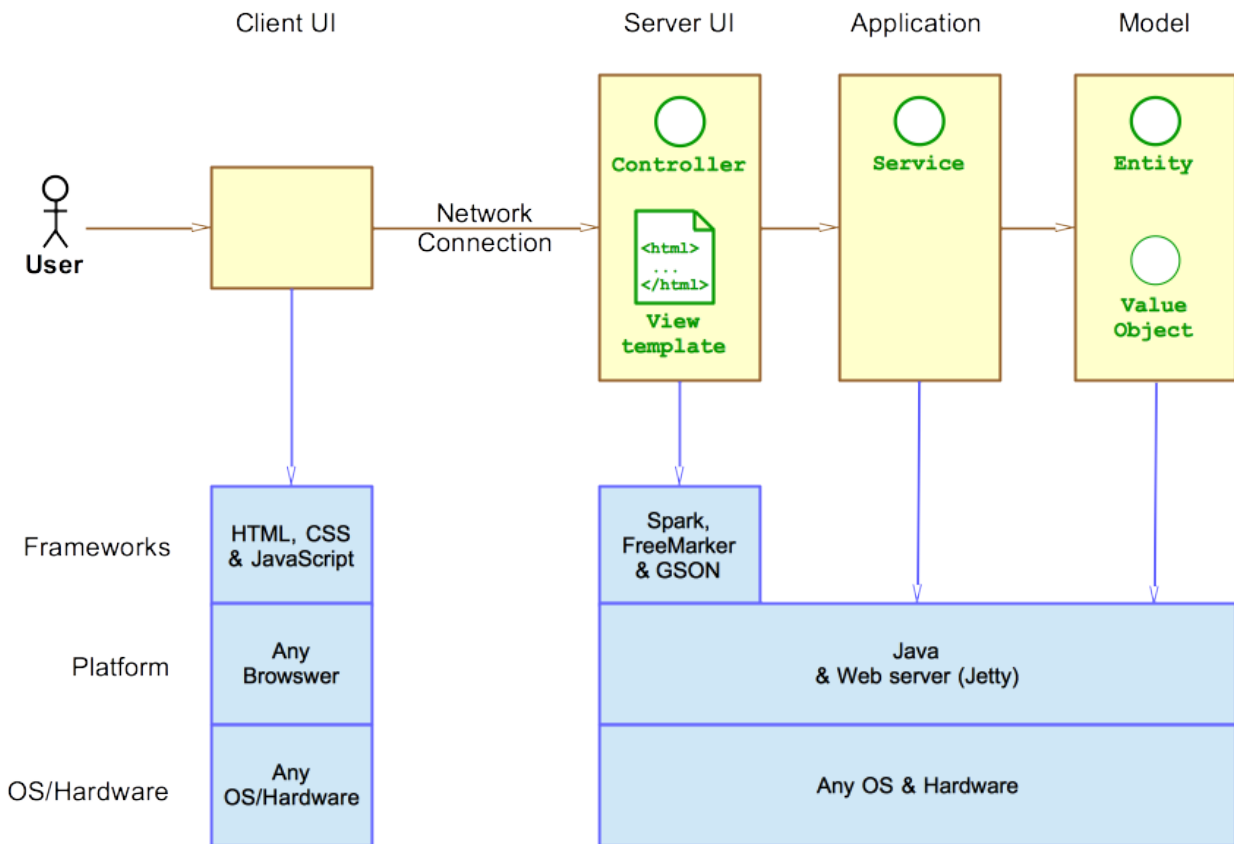 Client UI
Server UI
Application
Model
User
Network
Connection
Controller
<html>
...
</html>
View
template
Service
Entity
Value
Object
Frameworks
HTML, CSS
& JavaScript
Spark,
FreeMarker
& GSON
Platform
Any
Browswer
Java
& Web server (Jetty)
OS/Hardware
Any
OS/Hardware
Any OS & Hardware